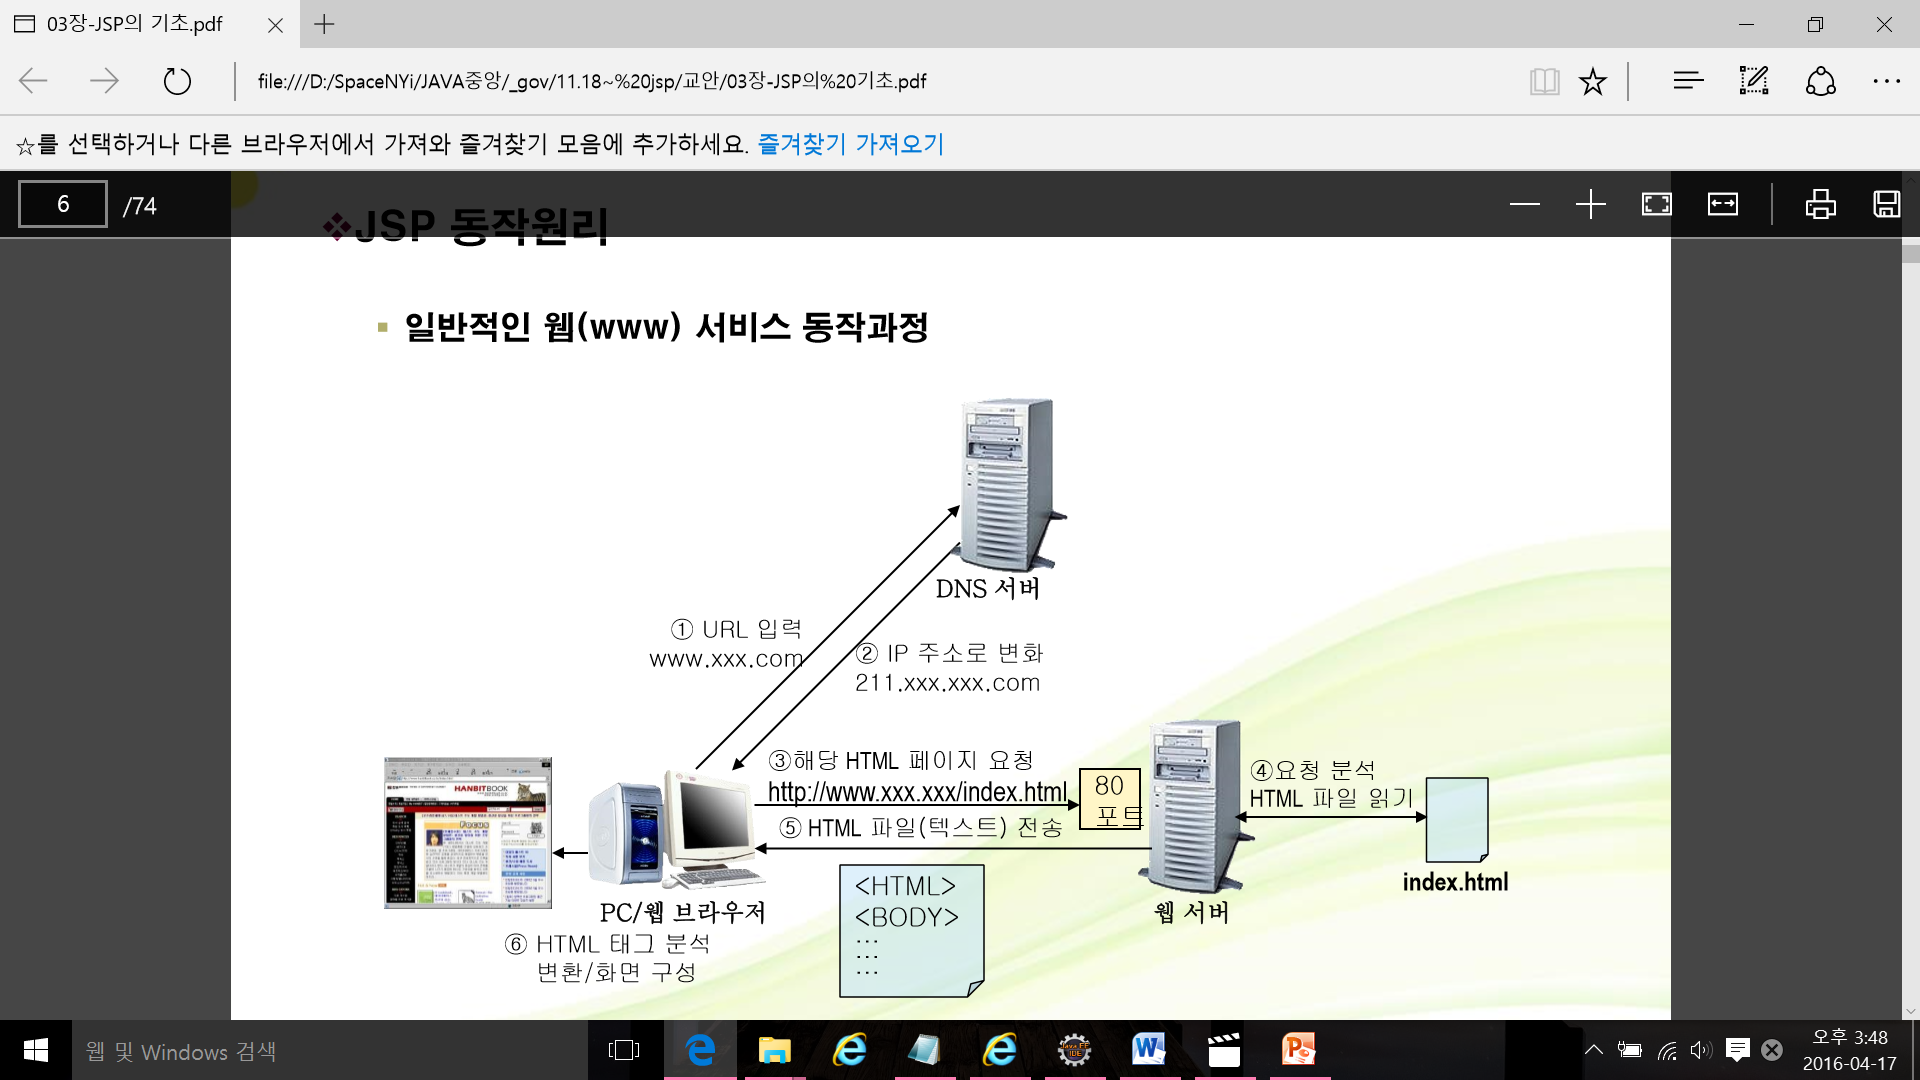 03장-JSP의 기초.pdf
file:///D:/SpaceNYi/JAVA중앙/_gov/11.18~%20jsp/교안/03장-JSP의%20기초.pdf
☆를 선택하거나 다른 브라우저에서 가져와 즐겨찾기 모음에 추가하세요. 즐겨찾기 가져오기
6 /74
❖JSP 동작원리
▪ 일반적인 웹(www) 서비스 동작과정
DNS 서버
① URL 입력
www.xxx.com
② IP 주소로 변화
211.xxx.xxx.com
③해당 HTML 페이지 요청
http://www.xxx.xxx/index.html
80
포트
④요청 분석
HTML 파일 읽기
⑤ HTML 파일(텍스트) 전송
HANBITBOOK
Focus
<HTML>
<BODY>
...
...
...
index.html
PC/웹 브라우저
웹 서버
⑥ HTML 태그 분석
변환/화면 구성
웹 및 Windows 검색
오후 3:48
2016-04-17